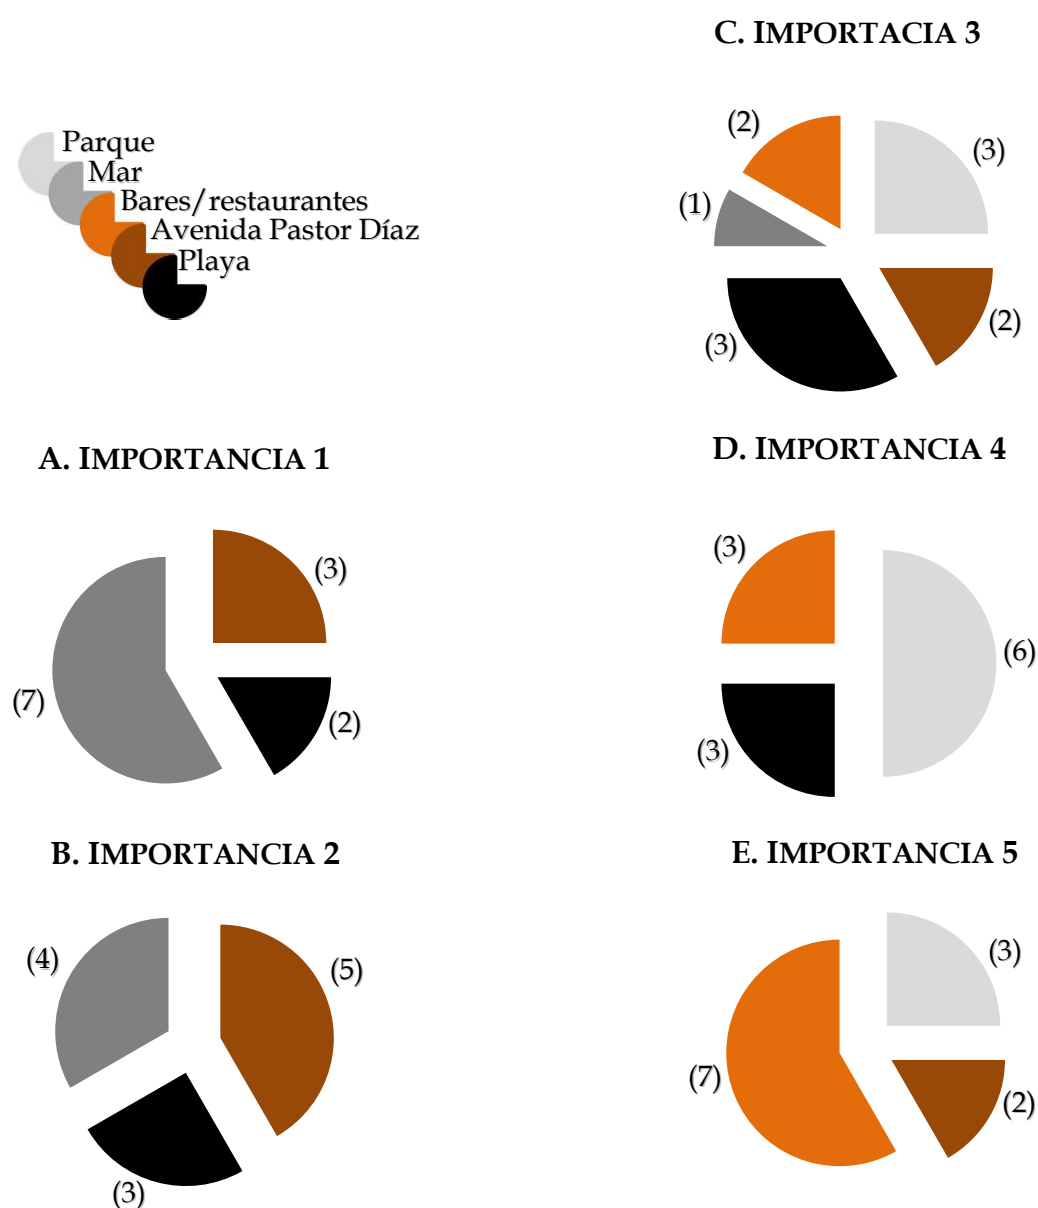 C. IMPORTACIA 3
Parque
Mar
Bares/restaurantes
Avenida Pastor Díaz
Playa
(2)
(3)
(1)
(2)
(3)
A. IMPORTANCIA 1
(3)
(7)
(2)
D. IMPORTANCIA 4
(3)
(6)
(3)
B. IMPORTANCIA 2
(4)
(5)
(3)
E. IMPORTANCIA 5
(3)
(7)
(2)